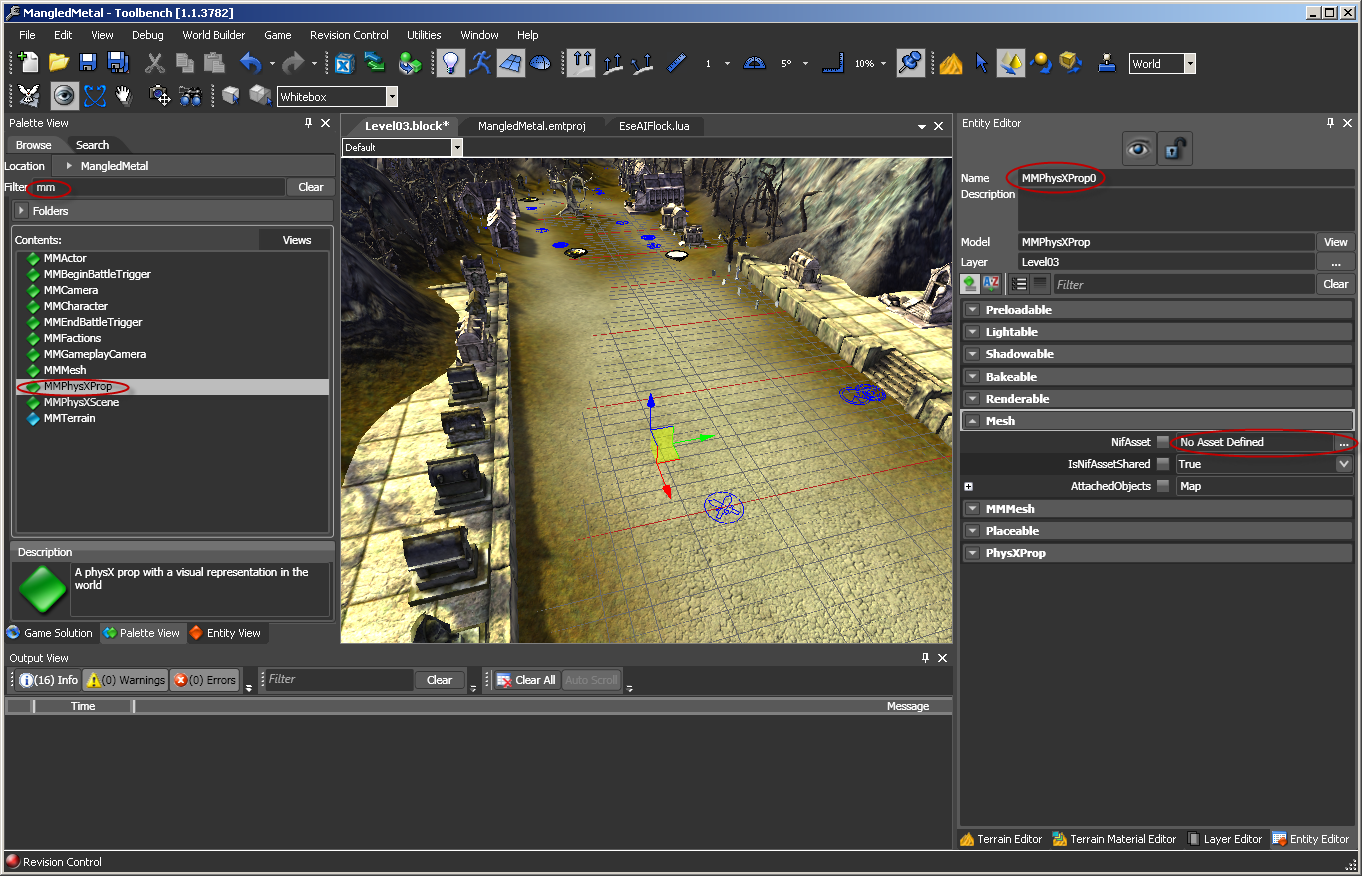 MangledMetal - Toolbench [1.1.3782]
File Edit View Debug World Builder Game Revision Control Utilities Window Help
1 5° 10% World
Whitebox
Palette View
Browse Search
Location MangledMetal
Filter mm Clear
Folders
Contents: Views
MMActor
MMBeginBattleTrigger
MMCamera
MMCharacter
MMEndBattleTrigger
MMFactions
MMGameplayCamera
MMMesh
MMPhysXProp
MMPhysXScene
MMTerrain
Description
A physX prop with a visual representation in the
world
Game Solution Palette View Entity View
Level03.block* MangledMetal.emtproj EseAIFlock.lua
Default
Entity Editor
Name MMPhysXProp0
Description
Model MMPhysXProp View
Layer Level03 ...
AZ Filter Clear
Preloadable
Lightable
Shadowable
Bakeable
Renderable
Mesh
NifAsset No Asset Defined ...
IsNifAssetShared True
AttachedObjects Map
MMMesh
Placeable
PhysXProp
Terrain Editor Terrain Material Editor Layer Editor Entity Editor
Output View
(16) Info (0) Warnings (0) Errors Filter Clear Clear All Auto Scroll
Time Message
Revision Control